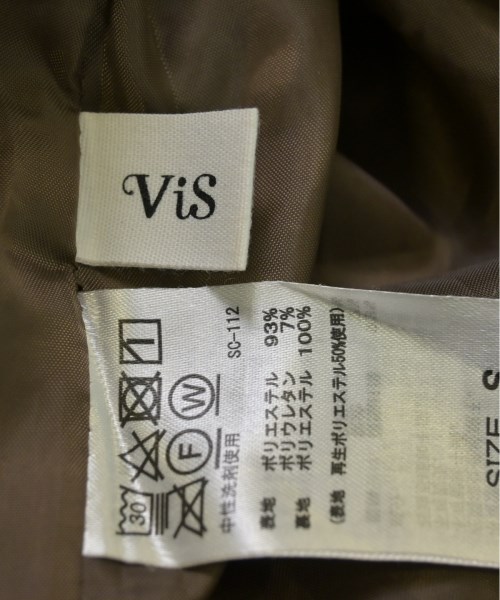 ViS
30
F W
中性洗剤使用
SC-112
表地 ポリエステル 93%
ポリウレタン 7%
裏地 ポリエステル 100%
(表地 再生ポリエステル50%使用)
SIZE S